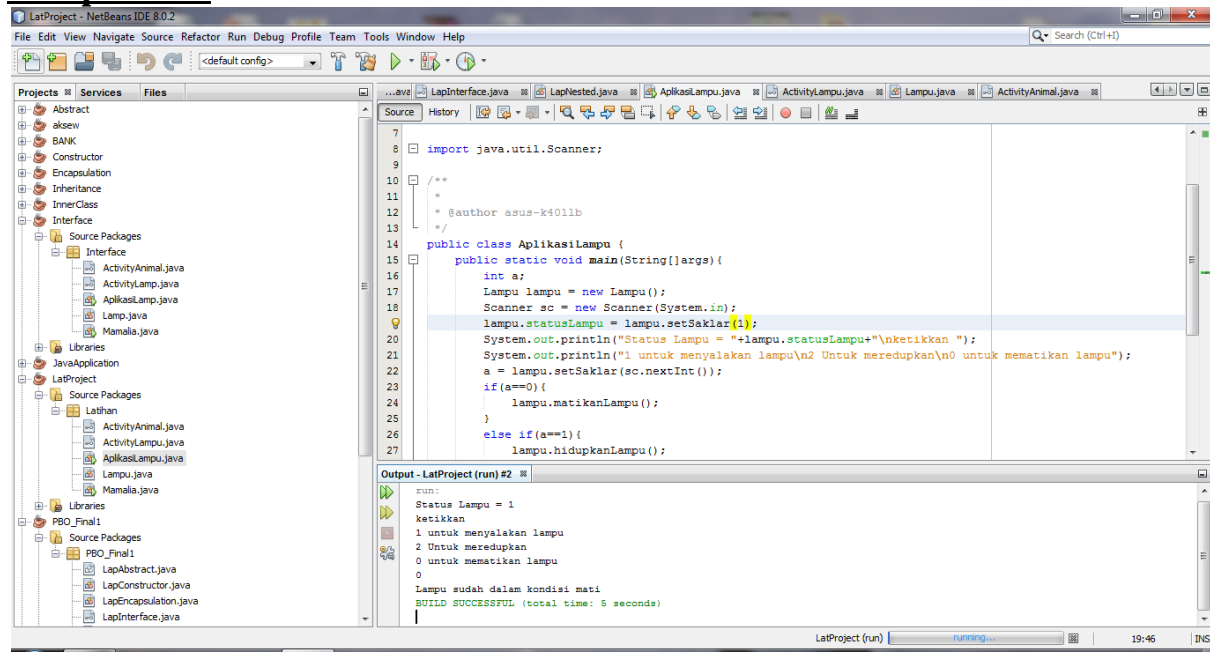 LatProject - NetBeans IDE 8.0.2
File Edit View Navigate Source Refactor Run Debug Profile Team Tools Window Help
Search (Ctrl+I)
<default config>
Projects Services Files
Abstract
aksew
BANK
Constructor
Encapsulation
Inheritance
InnerClass
Interface
Source Packages
Interface
ActivityAnimal.java
ActivityLamp.java
AplikasiLamp.java
Lamp.java
Mamalia.java
Libraries
JavaApplication
LatProject
Source Packages
Latihan
ActivityAnimal.java
ActivityLampu.java
AplikasiLampu.java
Lampu.java
Mamalia.java
Libraries
PBO_Final1
Source Packages
PBO_Final1
LapAbstract.java
LapConstructor.java
LapEncapsulation.java
LapInterface.java
...ava LapInterface.java LapNested.java AplikasiLampu.java ActivityLampu.java Lampu.java ActivityAnimal.java
Source History
7
8 import java.util.Scanner;
9
10 /**
11 *
12 * @author asus-k401lb
13 */
14 public class AplikasiLampu {
15 public static void main(String[]args){
16 int a;
17 Lampu lampu = new Lampu();
18 Scanner sc = new Scanner(System.in);
lampu.statusLampu = lampu.setSaklar(1);
20 System.out.println("Status Lampu = "+lampu.statusLampu+"\nketikkan ");
21 System.out.println("1 untuk menyalakan lampu\n2 Untuk meredupkan\n0 untuk mematikan lampu");
22 a = lampu.setSaklar(sc.nextInt());
23 if(a==0){
24 lampu.matikanLampu();
25 }
26 else if(a==1){
27 lampu.hidupkanLampu();
Output - LatProject (run) #2
run:
Status Lampu = 1
ketikkan
1 untuk menyalakan lampu
2 Untuk meredupkan
0 untuk mematikan lampu
0
Lampu sudah dalam kondisi mati
BUILD SUCCESSFUL (total time: 5 seconds)
LatProject (run) running... 19:46 INS